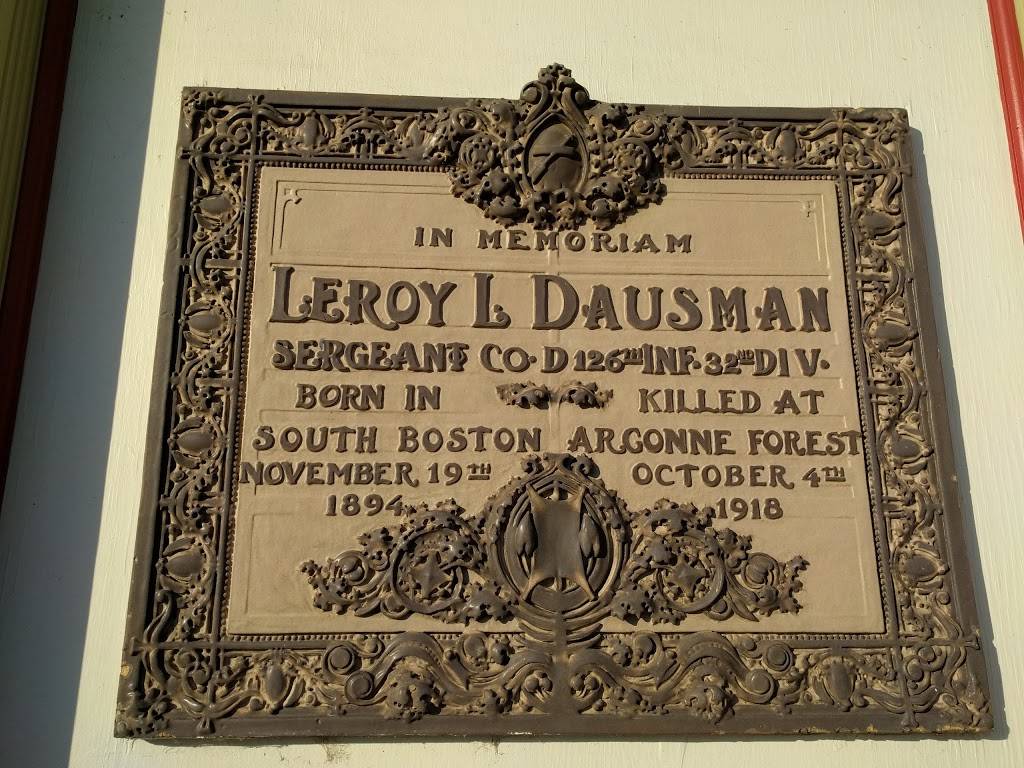 IN MEMORIAM
LEROY L DAUSMAN
SERGEANT CO. D 126TH INF. 32ND DIV.
BORN IN KILLED AT
SOUTH BOSTON ARGONNE FOREST
NOVEMBER 19TH OCTOBER 4TH
1894 1918